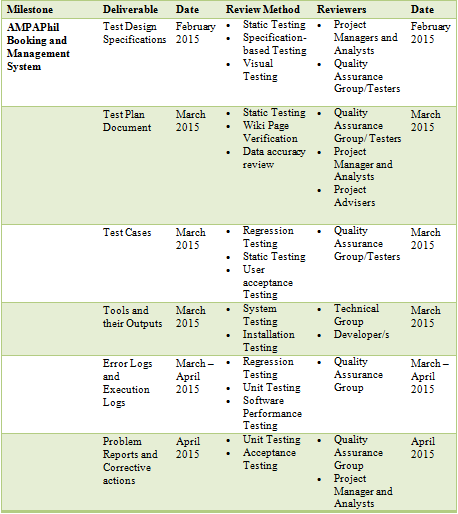 Milestone Deliverable Date Review Method Reviewers Date
AMPAPhil
Booking and
Management
System
Test Design
Specifications
February
2015
• Static Testing
• Specification-
based Testing
• Visual
Testing
• Project
Managers and
Analysts
• Quality
Assurance
Group/Testers
February
2015
Test Plan
Document
March
2015
• Static Testing
• Wiki Page
Verification
• Data accuracy
review
• Quality
Assurance
Group/ Testers
• Project
Manager and
Analysts
• Project
Advisers
March
2015
Test Cases
March
2015
• Regression
Testing
• Static Testing
• User
acceptance
Testing
• Quality
Assurance
Group/Testers
March
2015
Tools and
their Outputs
March
2015
• System
Testing
• Installation
Testing
• Technical
Group
• Developer/s
March
2015
Error Logs
and
Execution
Logs
March –
April
2015
• Regression
Testing
• Unit Testing
• Software
Performance
Testing
• Quality
Assurance
Group
March –
April
2015
Problem
Reports and
Corrective
actions
April
2015
• Unit Testing
• Acceptance
Testing
• Quality
Assurance
Group
• Project
Manager and
Analysts
April
2015